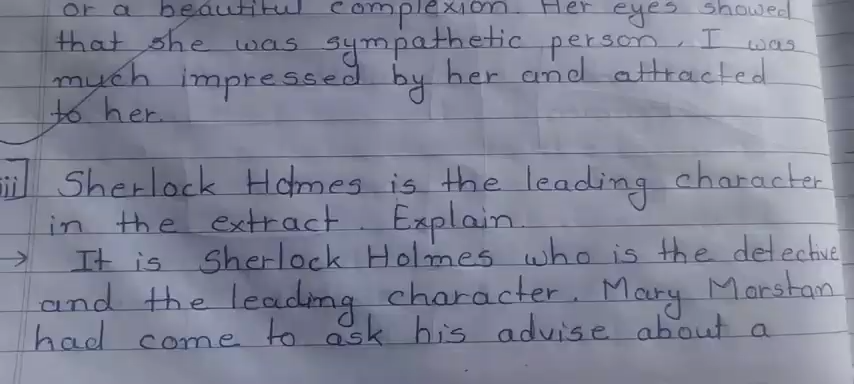 or a beautiful complexion. Her eyes showed
that she was sympathetic person. I was
much impressed by her and attracted
to her.
iii] Sherlock Holmes is the leading character
in the extract. Explain.
→ It is Sherlock Holmes who is the detective
and the leading character. Mary Morstan
had come to ask his advise about a